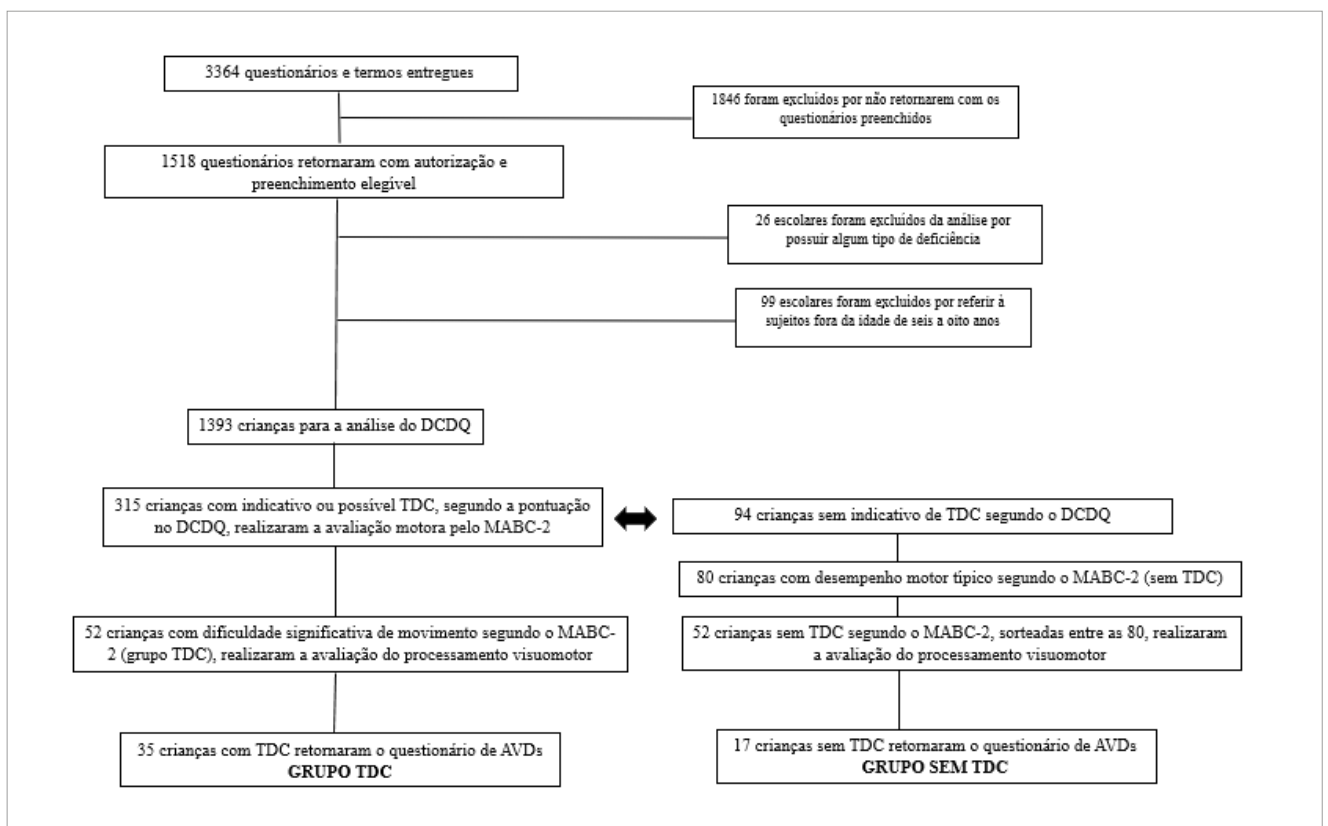 3364 questionários e termos entregues
1846 foram excluídos por não retornarem com os
questionários preenchidos
1518 questionários retornaram com autorização e
preenchimento elegível
26 escolares foram excluídos da análise por
possuir algum tipo de deficiência
99 escolares foram excluídos por referir à
sujeitos fora da idade de seis a oito anos
1393 crianças para a análise do DCDQ
315 crianças com indicativo ou possível TDC, segundo a pontuação
no DCDQ, realizaram a avaliação motora pelo MABC-2
94 crianças sem indicativo de TDC segundo o DCDQ
80 crianças com desempenho motor típico segundo o MABC-2 (sem TDC)
52 crianças com dificuldade significativa de movimento segundo o MABC-
2 (grupo TDC), realizaram a avaliação do processamento visuomotor
52 crianças sem TDC segundo o MABC-2, sorteadas entre as 80, realizaram
a avaliação do processamento visuomotor
35 crianças com TDC retornaram o questionário de AVDs
GRUPO TDC
17 crianças sem TDC retornaram o questionário de AVDs
GRUPO SEM TDC